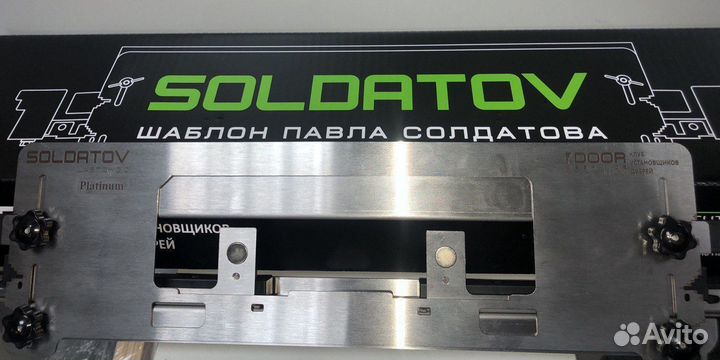 SOLDATOV
ШАБЛОН ПАВЛА СОЛДАТОВА
SOLDATOV
Platinum
DOOR
КЛУБ
УСТАНОВЩИКОВ
ДВЕРЕЙ
НОВЩИКОВ
РЕЙ
Avito